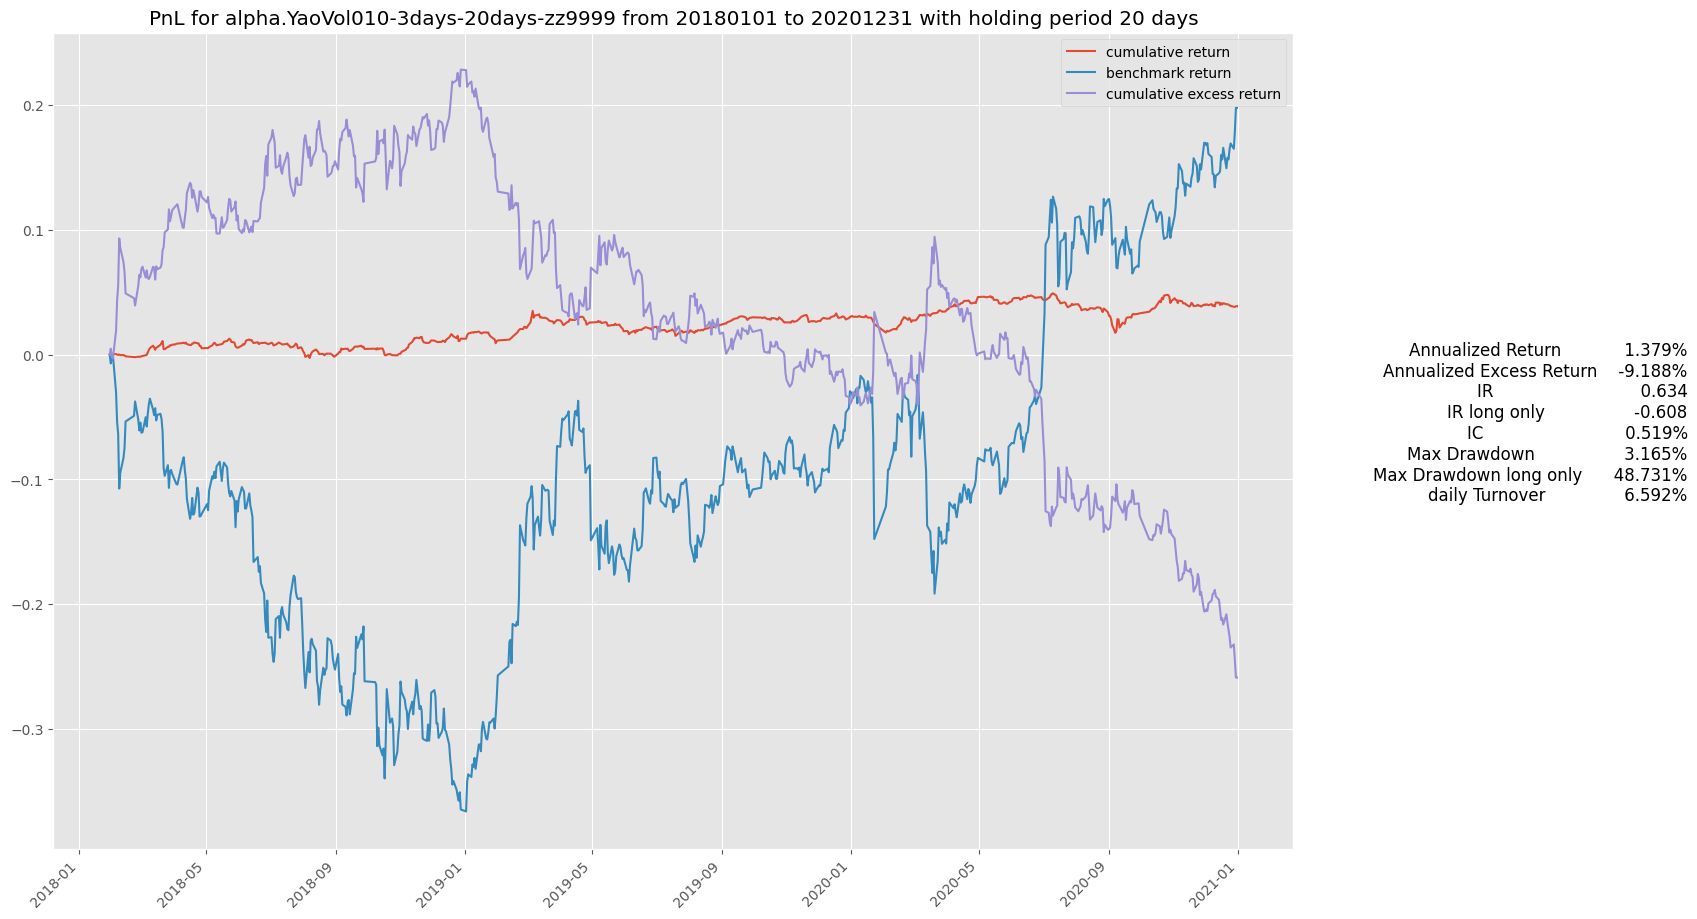 PnL for alpha.YaoVol010-3days-20days-zz9999 from 20180101 to 20201231 with holding period 20 days
cumulative return
benchmark return
cumulative excess return
0.2
0.1
0.0
−0.1
−0.2
−0.3
2018-01
2018-05
2018-09
2019-01
2019-05
2019-09
2020-01
2020-05
2020-09
2021-01
Annualized Return 1.379%
Annualized Excess Return -9.188%
IR 0.634
IR long only -0.608
IC 0.519%
Max Drawdown 3.165%
Max Drawdown long only 48.731%
daily Turnover 6.592%